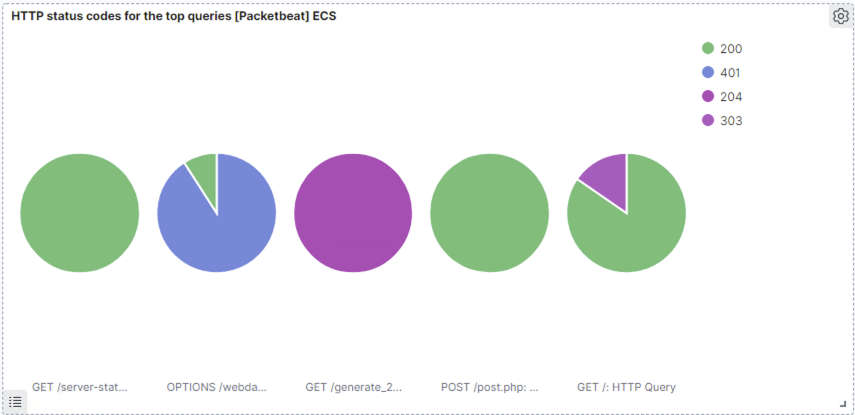 HTTP status codes for the top queries [Packetbeat] ECS
200
401
204
303
GET /server-stat...
OPTIONS /webda...
GET /generate_2...
POST /post.php: ...
GET /: HTTP Query